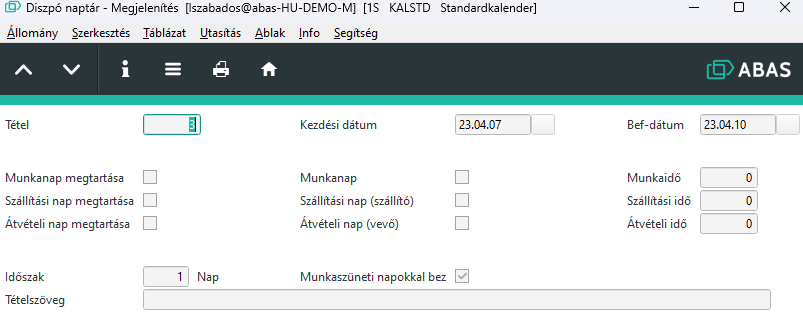 Diszpó naptár - Megjelenítés [lszabados@abas-HU-DEMO-M] [1S KALSTD Standardkalender]
Állomány Szerkesztés Táblázat Utasítás Ablak Info Segítség
ABAS
Tétel 3 Kezdési dátum 23.04.07 Bef-dátum 23.04.10
Munkanap megtartása Munkanap Munkaidő 0
Szállítási nap megtartása Szállítási nap (szállító) Szállítási idő 0
Átvételi nap megtartása Átvételi nap (vevő) Átvételi idő 0
Időszak 1 Nap Munkaszüneti napokkal bez
Tételszöveg